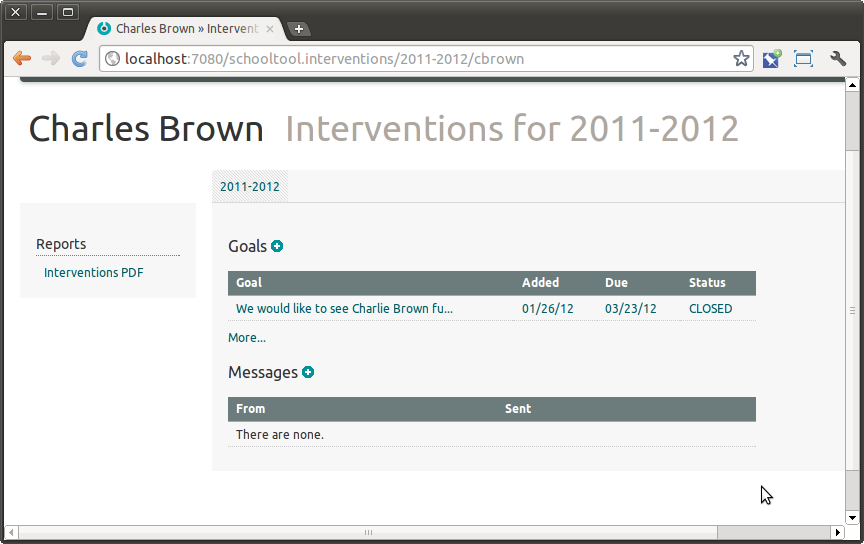 Charles Brown » Intervent
localhost:7080/schooltool.interventions/2011-2012/cbrown
Charles Brown Interventions for 2011-2012
2011-2012
Reports
Interventions PDF
Goals
Goal Added Due Status
We would like to see Charlie Brown fu... 01/26/12 03/23/12 CLOSED
More...
Messages
From Sent
There are none.